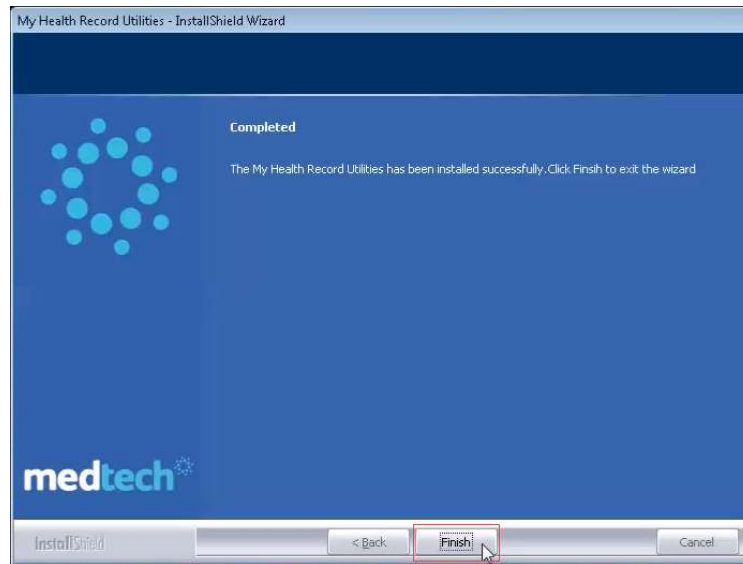 My Health Record Utilities - InstallShield Wizard
Completed
The My Health Record Utilities has been installed successfully.Click Finsih to exit the wizard
medtech
InstallShield
< Back
Finish
Cancel